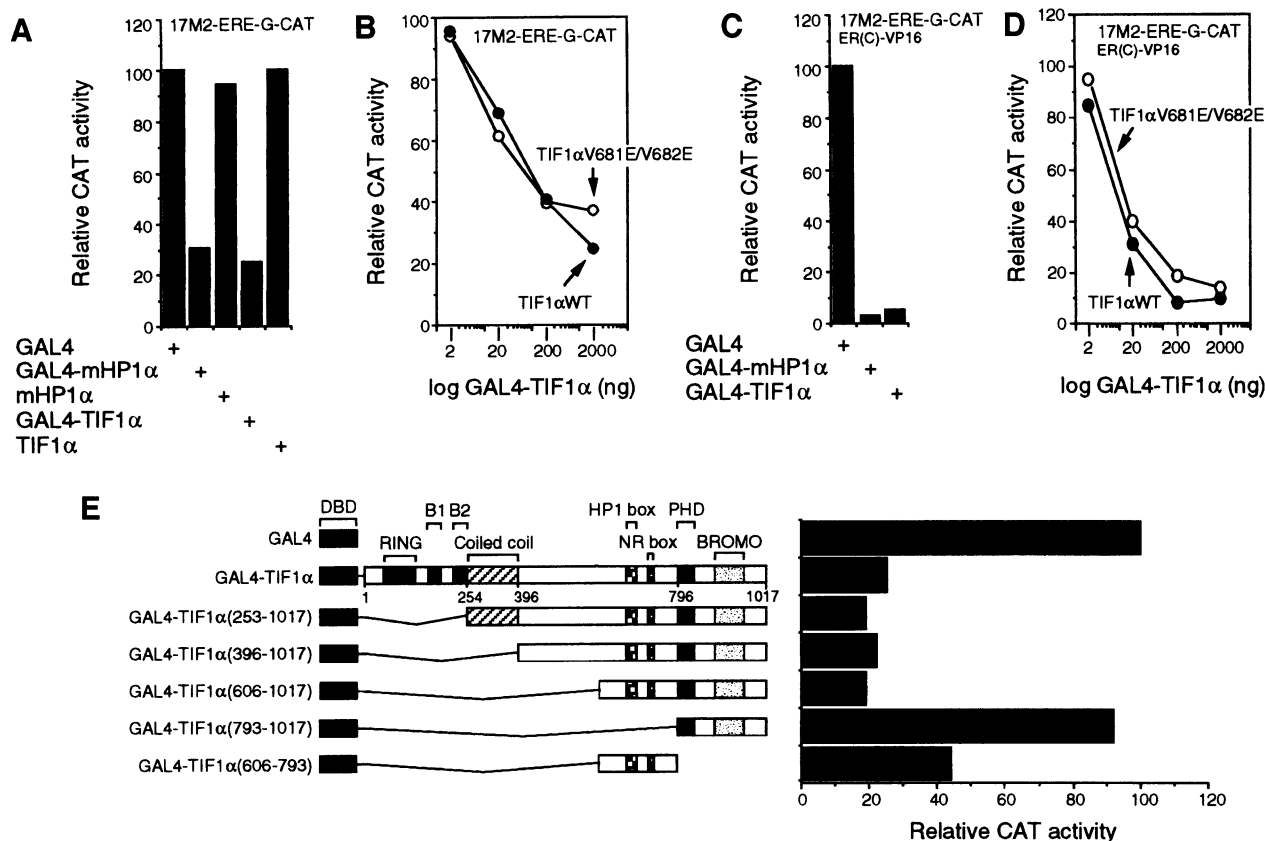 A
17M2-ERE-G-CAT
Relative CAT activity
120
100
80
60
40
20
0
GAL4 +
GAL4-mHP1α +
mHP1α +
GAL4-TIF1α +
TIF1α +
B
17M2-ERE-G-CAT
Relative CAT activity
100
80
60
40
20
0
TIF1αV681E/V682E
TIF1αWT
2 20 200 2000
log GAL4-TIF1α (ng)
C
17M2-ERE-G-CAT
ER(C)-VP16
Relative CAT activity
120
100
80
60
40
20
0
GAL4 +
GAL4-mHP1α +
GAL4-TIF1α +
D
17M2-ERE-G-CAT
ER(C)-VP16
Relative CAT activity
120
100
80
60
40
20
0
TIF1αV681E/V682E
TIF1αWT
2 20 200 2000
log GAL4-TIF1α (ng)
E
DBD B1 B2 HP1 box PHD
GAL4
RING Coiled coil NR box BROMO
GAL4-TIF1α
1 254 396 796 1017
GAL4-TIF1α(253-1017)
GAL4-TIF1α(396-1017)
GAL4-TIF1α(606-1017)
GAL4-TIF1α(793-1017)
GAL4-TIF1α(606-793)
0 20 40 60 80 100 120
Relative CAT activity